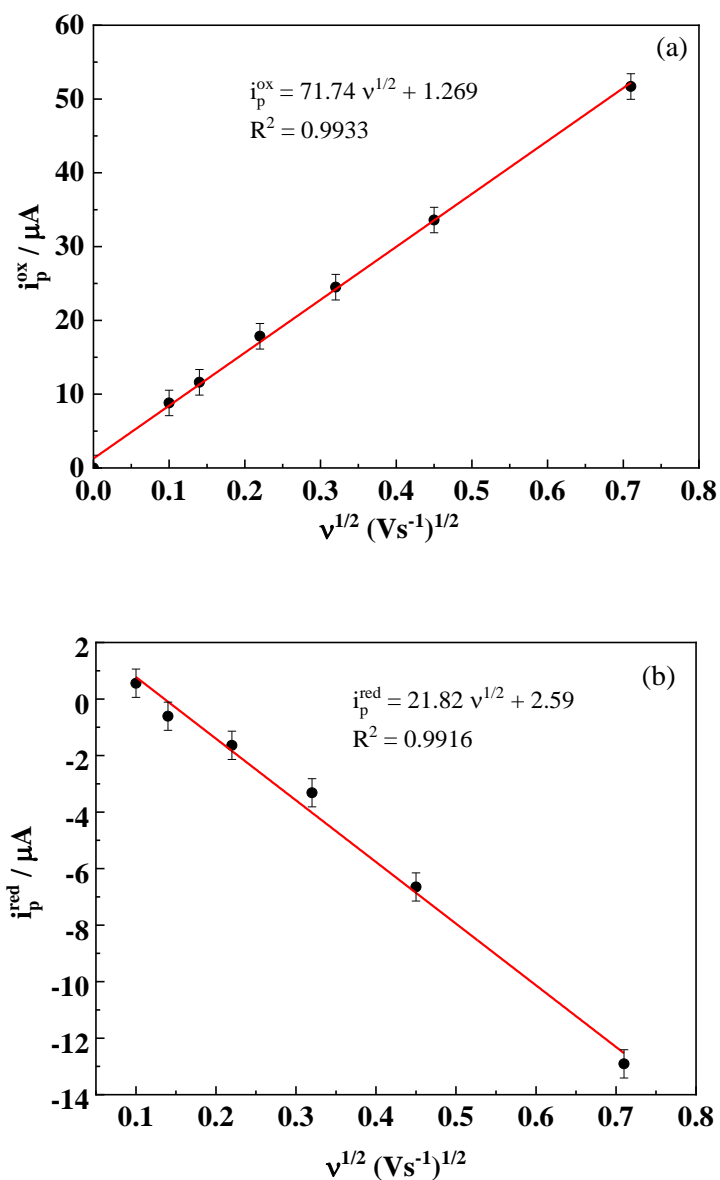 (a)
i_p^ox = 71.74 ν^1/2 + 1.269
R^2 = 0.9933
60
50
40
30
20
10
0
i_p^ox / μA
0.0 0.1 0.2 0.3 0.4 0.5 0.6 0.7 0.8
ν^1/2 (Vs^-1)^1/2
(b)
i_p^red = 21.82 ν^1/2 + 2.59
R^2 = 0.9916
2
0
-2
-4
-6
-8
-10
-12
-14
i_p^red / μA
0.1 0.2 0.3 0.4 0.5 0.6 0.7 0.8
ν^1/2 (Vs^-1)^1/2